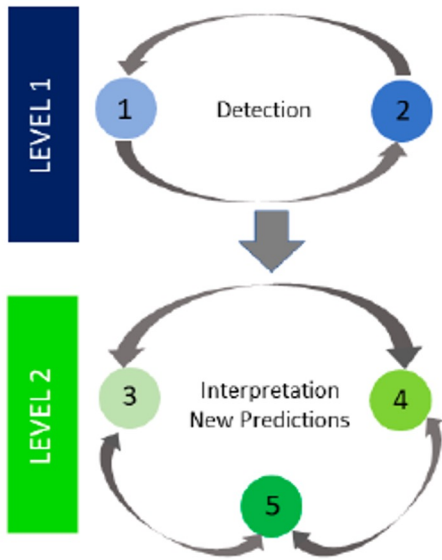 LEVEL 1
1
Detection
2
LEVEL 2
3
Interpretation
New Predictions
4
5